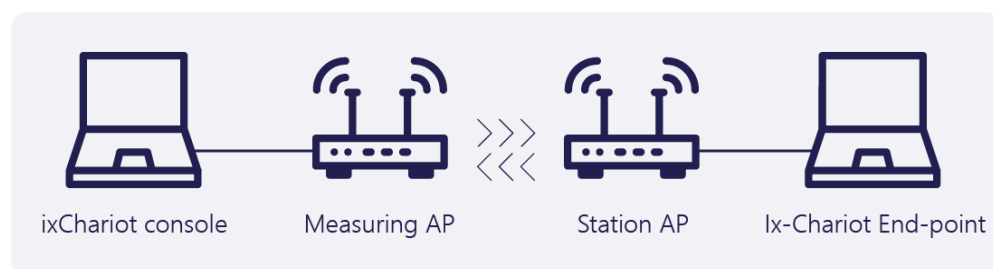 ixChariot console
Measuring AP
Station AP
Ix-Chariot End-point